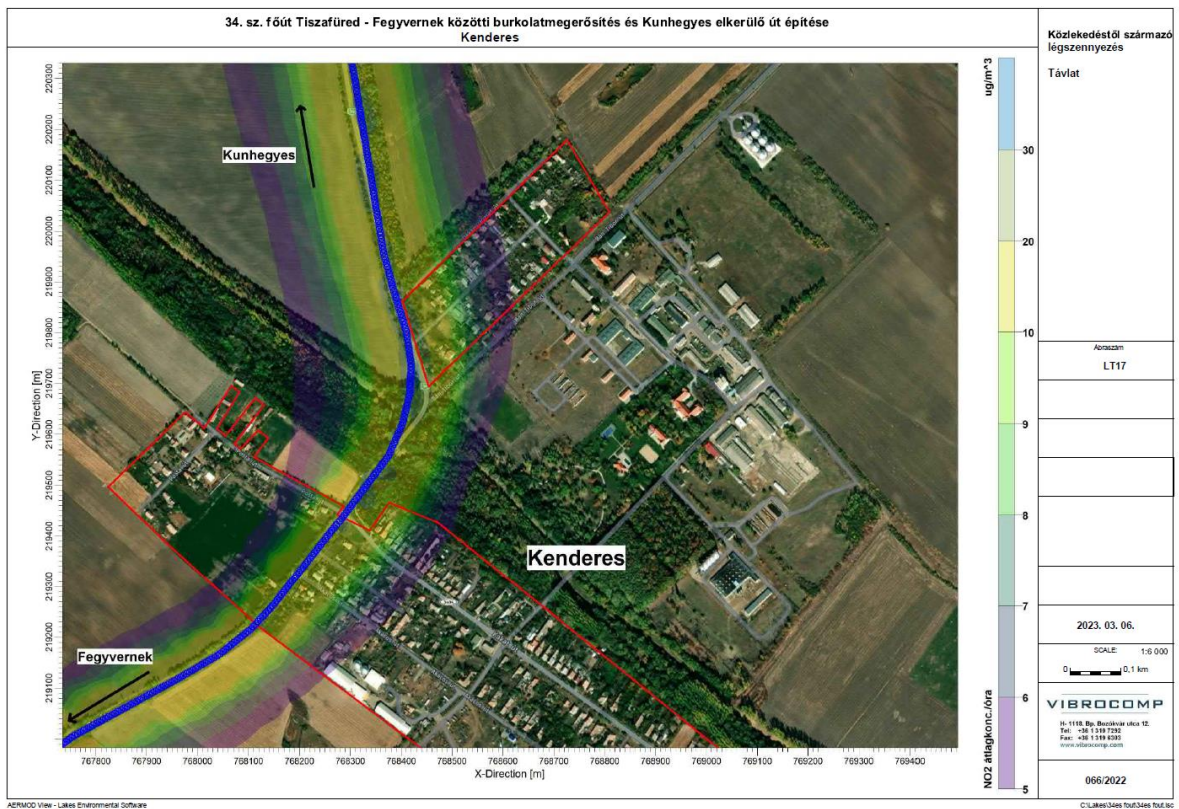 34. sz. főút Tiszafüred - Fegyvernek közötti burkolatmegerősítés és Kunhegyes elkerülő út építése
Kenderes
Közlekedéstől származó
légszennyezés
Távlat
Ábraszám
LT17
2023. 03. 06.
SCALE: 1:6 000
0 0,1 km
VIBROCOMP
H- 1118. Bp. Bozókvár utca 12.
Tel: +36 1 310 7292
Fax: +36 1 319 6303
www.vibrocomp.com
066/2022
ug/m^3
30
20
10
9
8
7
6
5
NO2 átlagkonc./óra
Kunhegyes
Kenderes
Fegyvernek
Y-Direction [m]
220300
220200
220100
220000
219900
219800
219700
219600
219500
219400
219300
219200
219100
767800 767900 768000 768100 768200 768300 768400 768500 768600 768700 768800 768900 769000 769100 769200 769300 769400
X-Direction [m]
AERMOD View - Lakes Environmental Software
C:\Lakes\34es fout\34es fout.isc